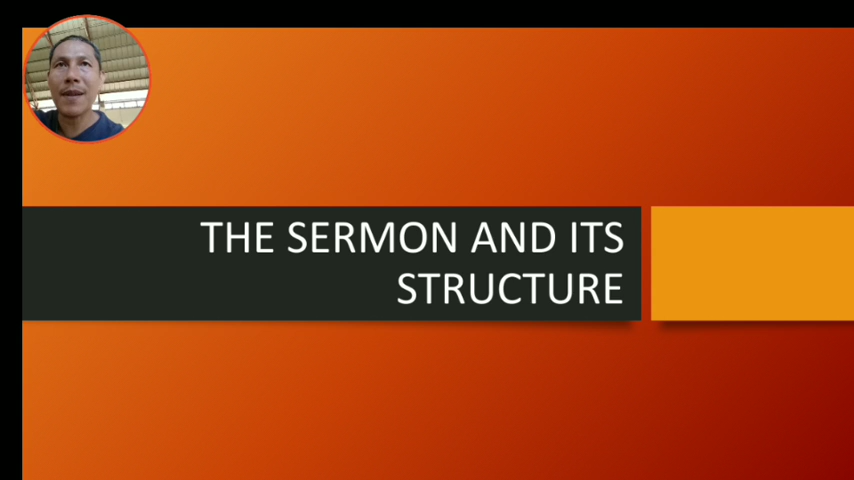 THE SERMON AND ITS
STRUCTURE